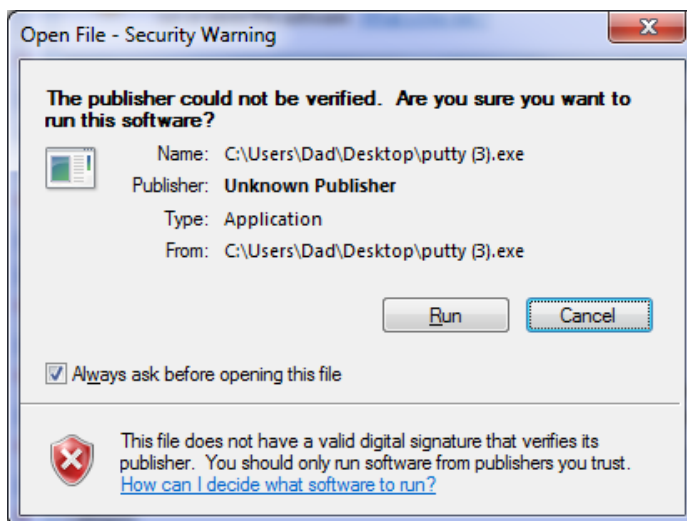 Open File - Security Warning
The publisher could not be verified. Are you sure you want to
run this software?
Name: C:\Users\Dad\Desktop\putty (3).exe
Publisher: Unknown Publisher
Type: Application
From: C:\Users\Dad\Desktop\putty (3).exe
Run Cancel
Always ask before opening this file
This file does not have a valid digital signature that verifies its
publisher. You should only run software from publishers you trust.
How can I decide what software to run?